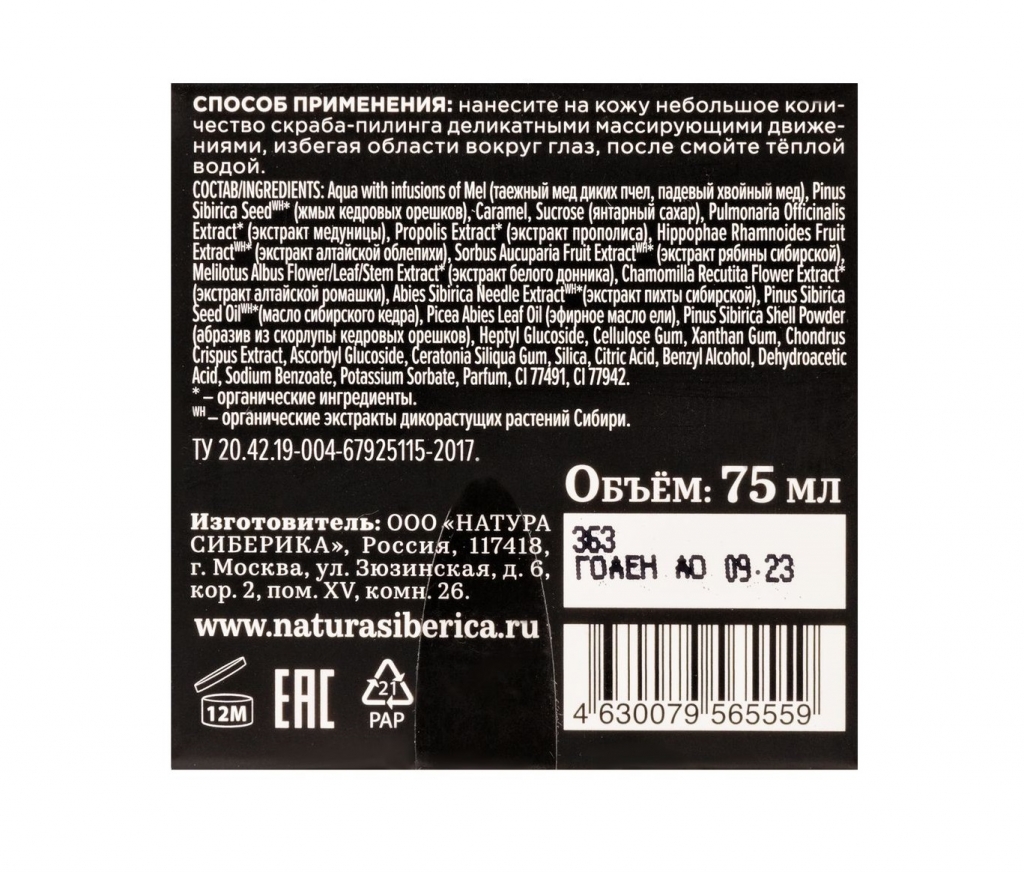 СПОСОБ ПРИМЕНЕНИЯ: нанесите на кожу небольшое коли-
чество скраба-пилинга деликатными массирующими движе-
ниями, избегая области вокруг глаз, после смойте тёплой
водой.
СОСТАВ/INGREDIENTS: Aqua with infusions of Mel (таежный мед диких пчел, падевый хвойный мед), Pinus
Sibirica Seedᵂᴴ* (жмых кедровых орешков), Caramel, Sucrose (янтарный сахар), Pulmonaria Officinalis
Extract* (экстракт медуницы), Propolis Extract* (экстракт прополиса), Hippophae Rhamnoides Fruit
Extractᵂᴴ* (экстракт алтайской облепихи), Sorbus Aucuparia Fruit Extractᵂᴴ* (экстракт рябины сибирской),
Melilotus Albus Flower/Leaf/Stem Extract* (экстракт белого донника), Chamomilla Recutita Flower Extract*
(экстракт алтайской ромашки), Abies Sibirica Needle Extractᵂᴴ*(экстракт пихты сибирской), Pinus Sibirica
Seed Oilᵂᴴ*(масло сибирского кедра), Picea Abies Leaf Oil (эфирное масло ели), Pinus Sibirica Shell Powder
(абразив из скорлупы кедровых орешков), Heptyl Glucoside, Cellulose Gum, Xanthan Gum, Chondrus
Crispus Extract, Ascorbyl Glucoside, Ceratonia Siliqua Gum, Silica, Citric Acid, Benzyl Alcohol, Dehydroacetic
Acid, Sodium Benzoate, Potassium Sorbate, Parfum, CI 77491, CI 77942.
* – органические ингредиенты.
ᵂᴴ – органические экстракты дикорастущих растений Сибири.
ТУ 20.42.19-004-67925115-2017.
Объём: 75 мл
Изготовитель: ООО «НАТУРА
СИБЕРИКА», Россия, 117418,
г. Москва, ул. Зюзинская, д. 6,
кор. 2, пом. XV, комн. 26.
www.naturasiberica.ru
363
ГОДЕН ДО 09.23
12M
EAC
21
PAP
4 630079 565559